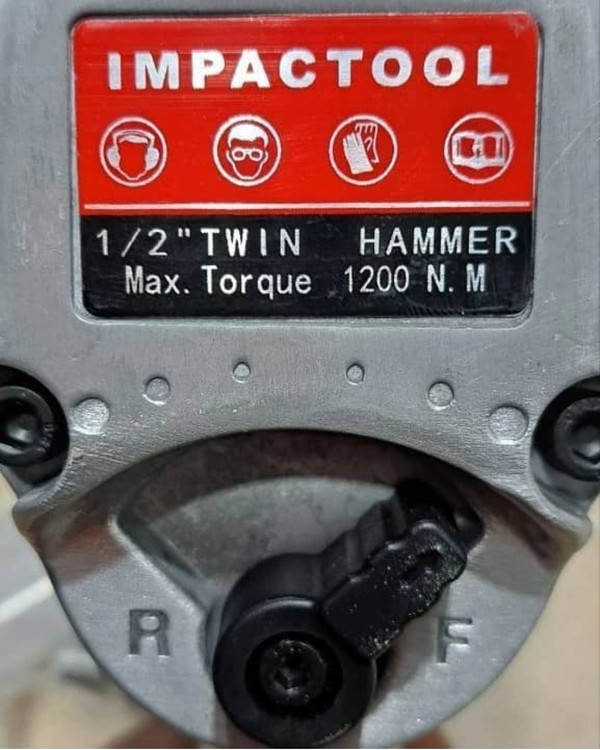 IMPACTOOL
1/2" TWIN HAMMER
Max. Torque 1200 N.M
R F